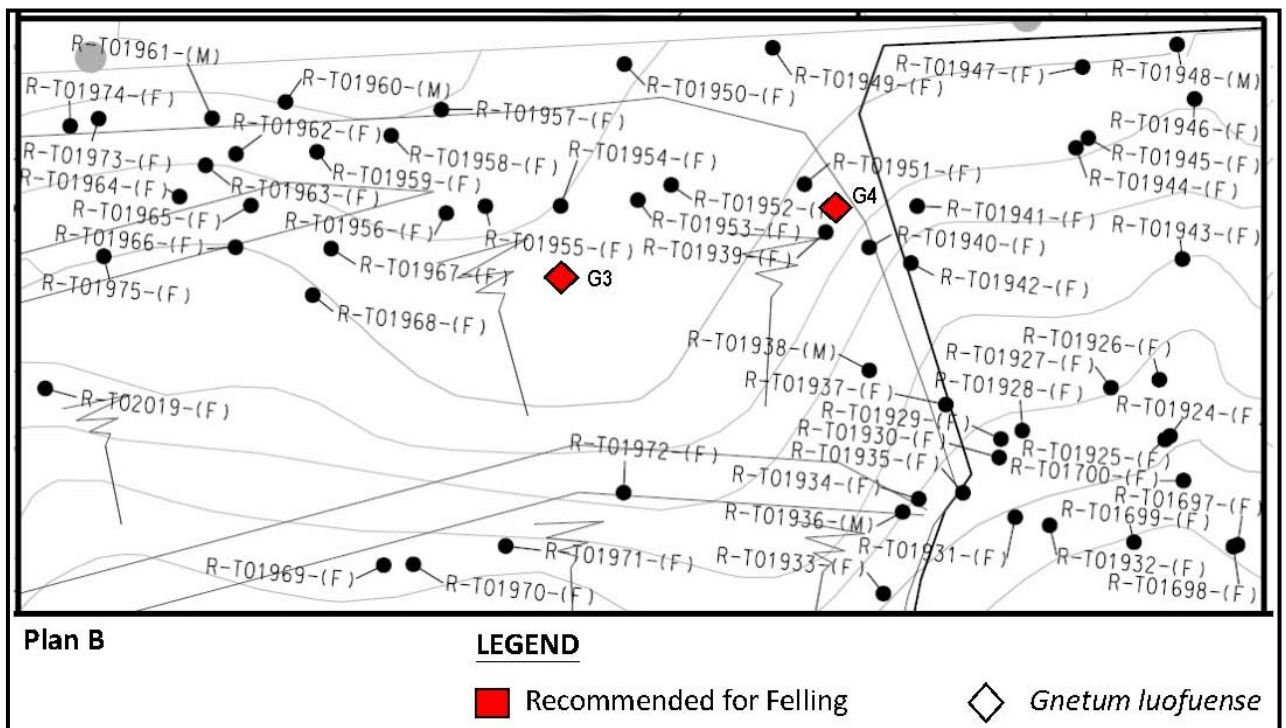 R-T01961-(M)
R-T01960-(M)
R-T01950-(F)
R-T01949-(F)
R-T01947-(F)
R-T01948-(M)
R-T01974-(F)
R-T01957-(F)
R-T01946-(F)
R-T01962-(F)
R-T01958-(F)
R-T01954-(F)
R-T01945-(F)
R-T01973-(F)
R-T01959-(F)
R-T01951-(F)
R-T01944-(F)
R-T01964-(F)
R-T01963-(F)
R-T01952-(
G4
R-T01965-(F)
R-T01956-(F)
R-T01953-(F)
R-T01941-(F)
R-T01943-(F)
R-T01966-(F)
R-T01955-(F)
R-T01939-(F)
R-T01940-(F)
R-T01967-(F)
G3
R-T01942-(F)
R-T01975-(F)
R-T01968-(F)
R-T01938-(M)
R-T01926-(F)
R-T01927-(F)
R-T01937-(F)
R-T01928-(F)
R-T02019-(F)
R-T01924-(F
R-T01929-(F)
R-T01930-(F)
R-T01972-(F)
R-T01935-(F)
R-T01925-(F)
R-T01700-(F)
R-T01934-(F)
R-T01697-(F)
R-T01936-(M)
R-T01699-(F)
R-T01971-(F)
R-T01933-(F)
R-T01931-(F)
R-T01932-(F)
R-T01969-(F)
R-T01970-(F)
R-T01698-(F)
Plan B
LEGEND
Recommended for Felling
Gnetum luofuense